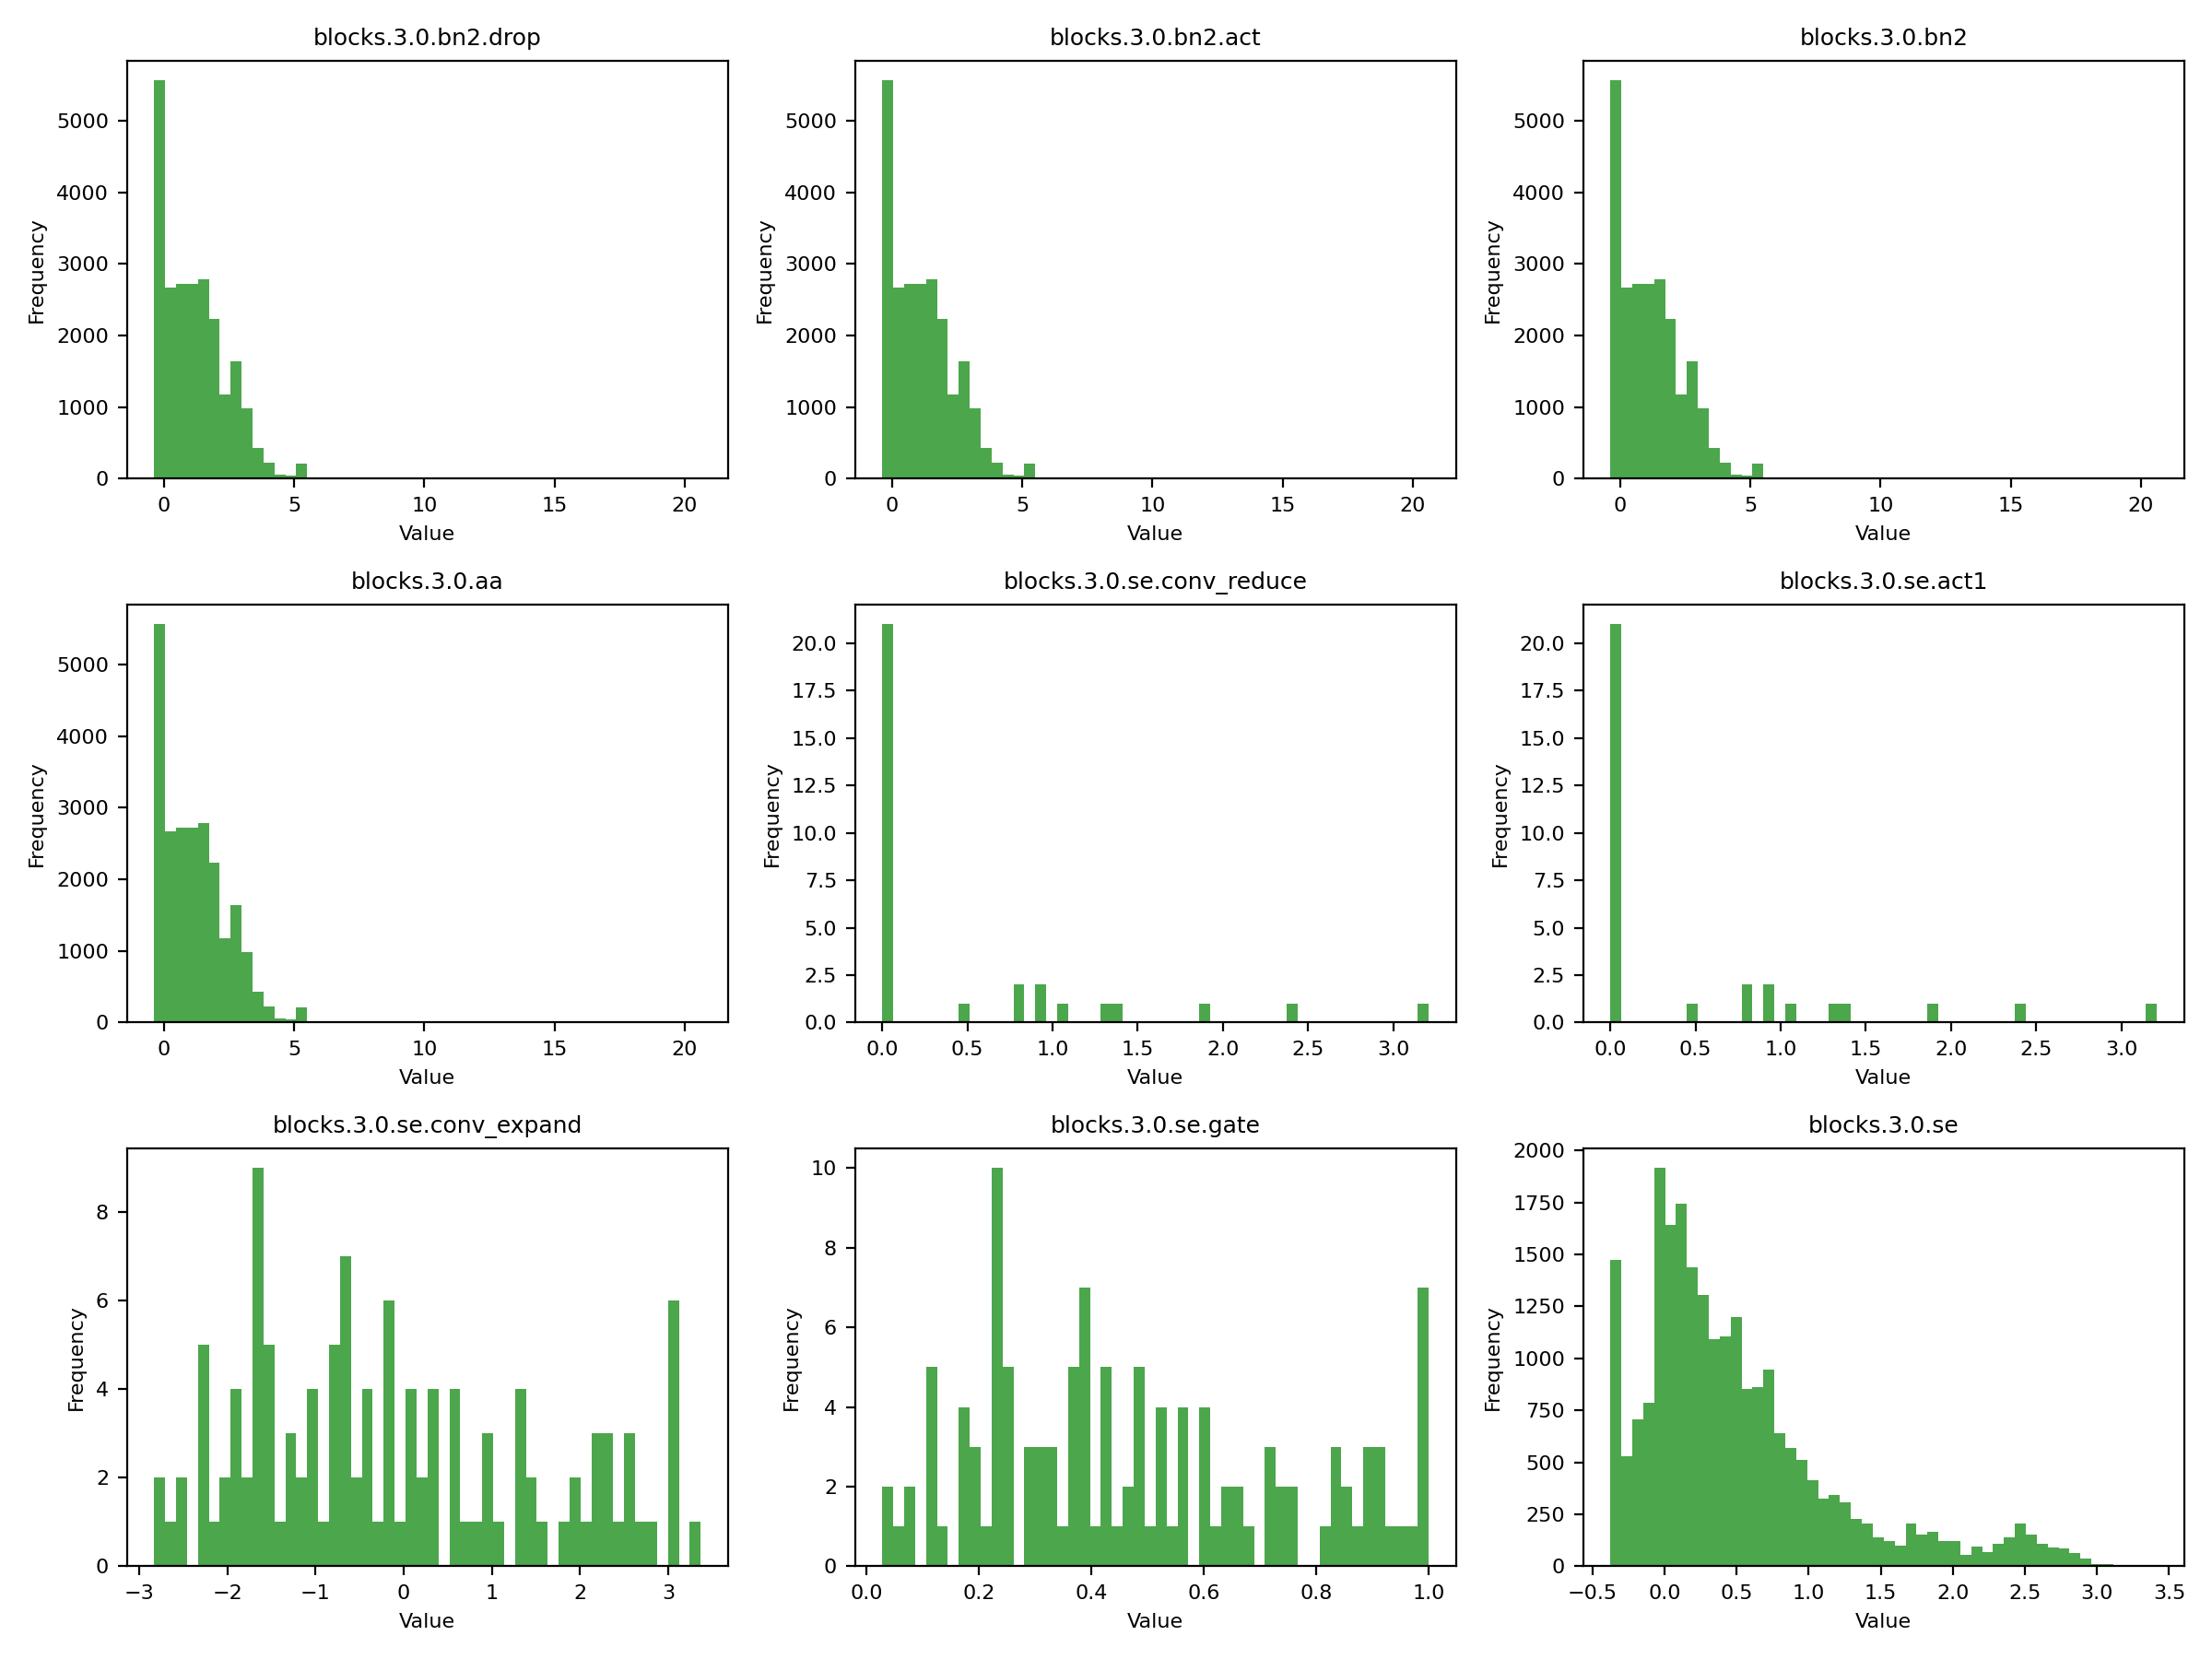 blocks.3.0.bn2.drop
Frequency
5000
4000
3000
2000
1000
0
0 5 10 15 20
Value
blocks.3.0.bn2.act
Frequency
5000
4000
3000
2000
1000
0
0 5 10 15 20
Value
blocks.3.0.bn2
Frequency
5000
4000
3000
2000
1000
0
0 5 10 15 20
Value
blocks.3.0.aa
Frequency
5000
4000
3000
2000
1000
0
0 5 10 15 20
Value
blocks.3.0.se.conv_reduce
Frequency
20.0
17.5
15.0
12.5
10.0
7.5
5.0
2.5
0.0
0.0 0.5 1.0 1.5 2.0 2.5 3.0
Value
blocks.3.0.se.act1
Frequency
20.0
17.5
15.0
12.5
10.0
7.5
5.0
2.5
0.0
0.0 0.5 1.0 1.5 2.0 2.5 3.0
Value
blocks.3.0.se.conv_expand
Frequency
8
6
4
2
0
−3 −2 −1 0 1 2 3
Value
blocks.3.0.se.gate
Frequency
10
8
6
4
2
0
0.0 0.2 0.4 0.6 0.8 1.0
Value
blocks.3.0.se
Frequency
2000
1750
1500
1250
1000
750
500
250
0
−0.5 0.0 0.5 1.0 1.5 2.0 2.5 3.0 3.5
Value